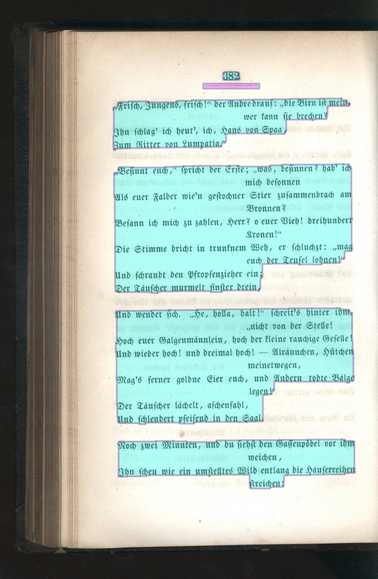 382
„Frisch, Jungens, frisch!“ der Andre drauf: „die Birn ist mein,
wer kann sie brechen?
Ihn schlag' ich heut', ich, Hans von Spaa,
Zum Ritter von Lumpatia.“
„Besinnt euch,“ spricht der Erste; „was, besinnen? hab' ich
mich besonnen
Als euer Falber wie'n gestochner Stier zusammenbrach am
Bronnen?
Besann ich mich zu zahlen, Herr? o euer Vieh! dreihundert
Kronen!“
Die Stimme bricht in grunſnem Weh, er schluchzt: „mag
euch der Teufel lohnen!“
Und schraubt den Pfropfenzieher ein;
Der Täuscher murmelt finster drein,
Und wendet sich. „He, holla, halt!“ schreit's hinter ihm,
„nicht von der Stelle!
Hoch euer Galgenmännlein, hoch der kleine rauchige Geselle!
Und wieder hoch! und dreimal hoch! — Alräunchen, Hütchen
meinetwegen,
Mag's ferner goldne Eier euch, und Andern todte Bälge
legen!“
Der Täuscher lächelt, aschenfahl,
Und schlendert pfeifend in den Saal.
Noch zwei Minuten, und du siehst den Gassenpöbel vor ihm
weichen,
Ihn scheu wie ein umstelltes Wild entlang die Häuserreihen
streichen;